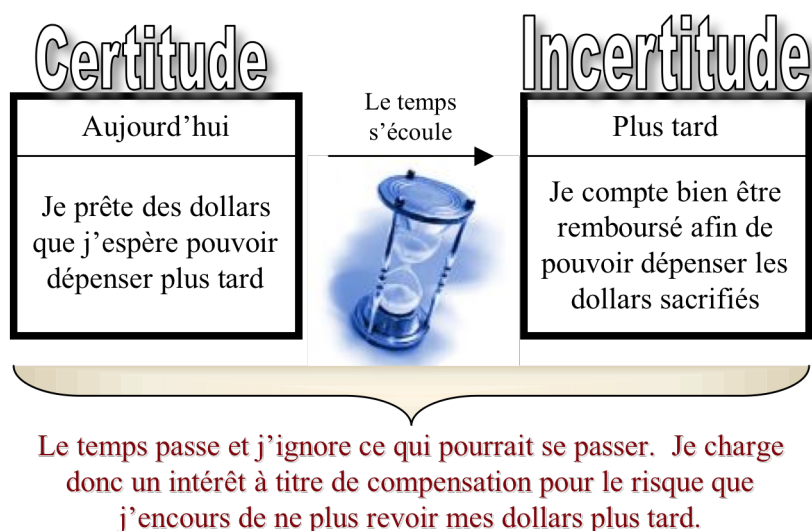 Certitude
Incertitude
Aujourd'hui
Le temps
s'écoule
Plus tard
Je prête des dollars
que j'espère pouvoir
dépenser plus tard
Je compte bien être
remboursé afin de
pouvoir dépenser les
dollars sacrifiés
Le temps passe et j'ignore ce qui pourrait se passer.  Je charge
donc un intérêt à titre de compensation pour le risque que
j'encours de ne plus revoir mes dollars plus tard.